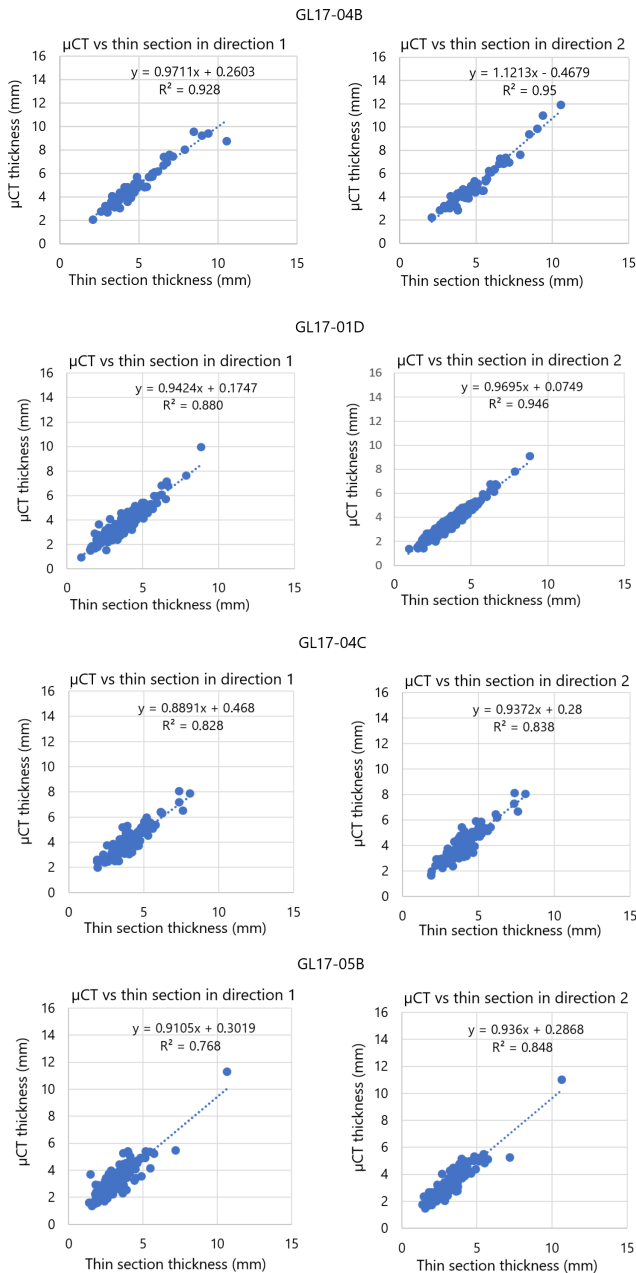 GL17-04B
µCT vs thin section in direction 1
y = 0.9711x + 0.2603
R² = 0.928
µCT thickness (mm)
16
14
12
10
8
6
4
2
0
0 5 10 15
Thin section thickness (mm)
µCT vs thin section in direction 2
y = 1.1213x - 0.4679
R² = 0.95
µCT thickness (mm)
16
14
12
10
8
6
4
2
0
0 5 10 15
Thin section thickness (mm)
GL17-01D
µCT vs thin section in direction 1
y = 0.9424x + 0.1747
R² = 0.880
µCT thickness (mm)
16
14
12
10
8
6
4
2
0
0 5 10 15
Thin section thickness (mm)
µCT vs thin section in direction 2
y = 0.9695x + 0.0749
R² = 0.946
µCT thickness (mm)
16
14
12
10
8
6
4
2
0
0 5 10 15
Thin section thickness (mm)
GL17-04C
µCT vs thin section in direction 1
y = 0.8891x + 0.468
R² = 0.828
µCT thickness (mm)
16
14
12
10
8
6
4
2
0
0 5 10 15
Thin section thickness (mm)
µCT vs thin section in direction 2
y = 0.9372x + 0.28
R² = 0.838
µCT thickness (mm)
16
14
12
10
8
6
4
2
0
0 5 10 15
Thin section thickness (mm)
GL17-05B
µCT vs thin section in direction 1
y = 0.9105x + 0.3019
R² = 0.768
µCT thickness (mm)
16
14
12
10
8
6
4
2
0
0 5 10 15
Thin section thickness (mm)
µCT vs thin section in direction 2
y = 0.936x + 0.2868
R² = 0.848
µCT thickness (mm)
16
14
12
10
8
6
4
2
0
0 5 10 15
Thin section thickness (mm)